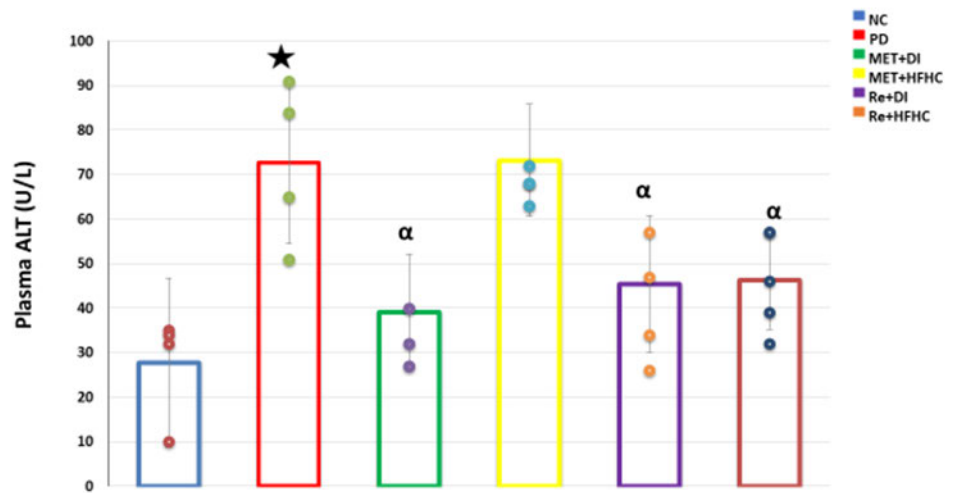 NC
PD
MET+DI
MET+HFHC
Re+DI
Re+HFHC
Plasma ALT (U/L)
100
90
80
70
60
50
40
30
20
10
0
★
α
α
α